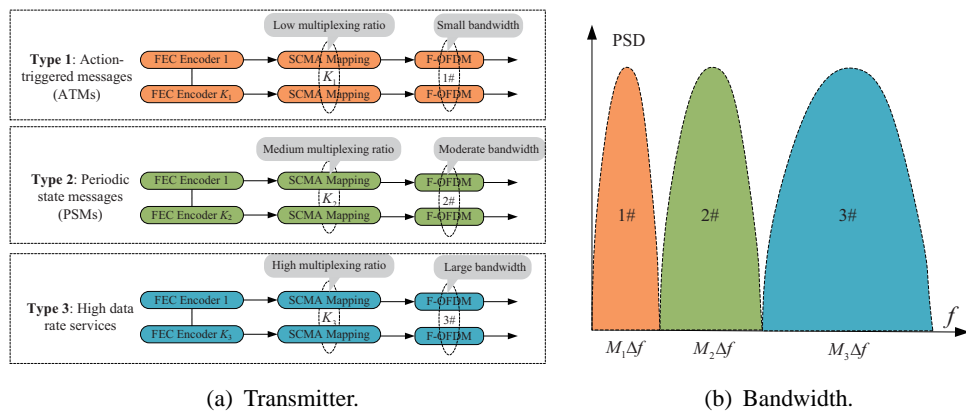 Low multiplexing ratio
Small bandwidth
Type 1: Action-
triggered messages
(ATMs)
FEC Encoder 1
SCMA Mapping
F-OFDM
K₁
1#
FEC Encoder K₁
SCMA Mapping
F-OFDM
Medium multiplexing ratio
Moderate bandwidth
Type 2: Periodic
state messages
(PSMs)
FEC Encoder 1
SCMA Mapping
F-OFDM
K₂
2#
FEC Encoder K₂
SCMA Mapping
F-OFDM
High multiplexing ratio
Large bandwidth
Type 3: High data
rate services
FEC Encoder 1
SCMA Mapping
F-OFDM
K₃
3#
FEC Encoder K₃
SCMA Mapping
F-OFDM
(a) Transmitter.
PSD
1#
2#
3#
f
M₁Δf
M₂Δf
M₃Δf
(b) Bandwidth.